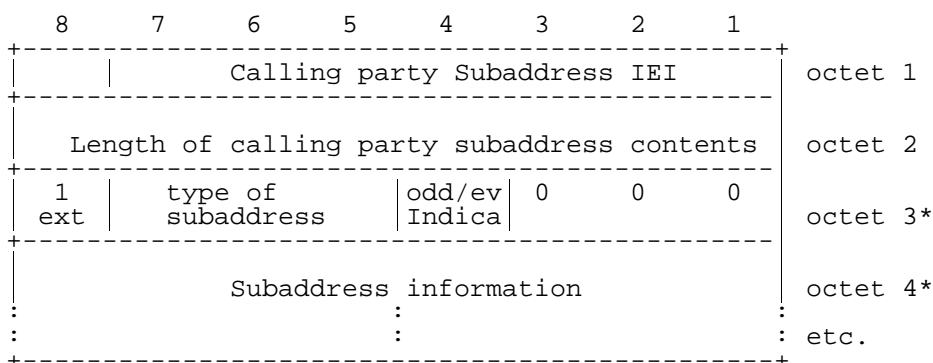 8 7 6 5 4 3 2 1
Calling party Subaddress IEI octet 1
Length of calling party subaddress contents octet 2
1 type of odd/ev 0 0 0
ext subaddress Indica octet 3*
Subaddress information octet 4*
: : :
: : : etc.